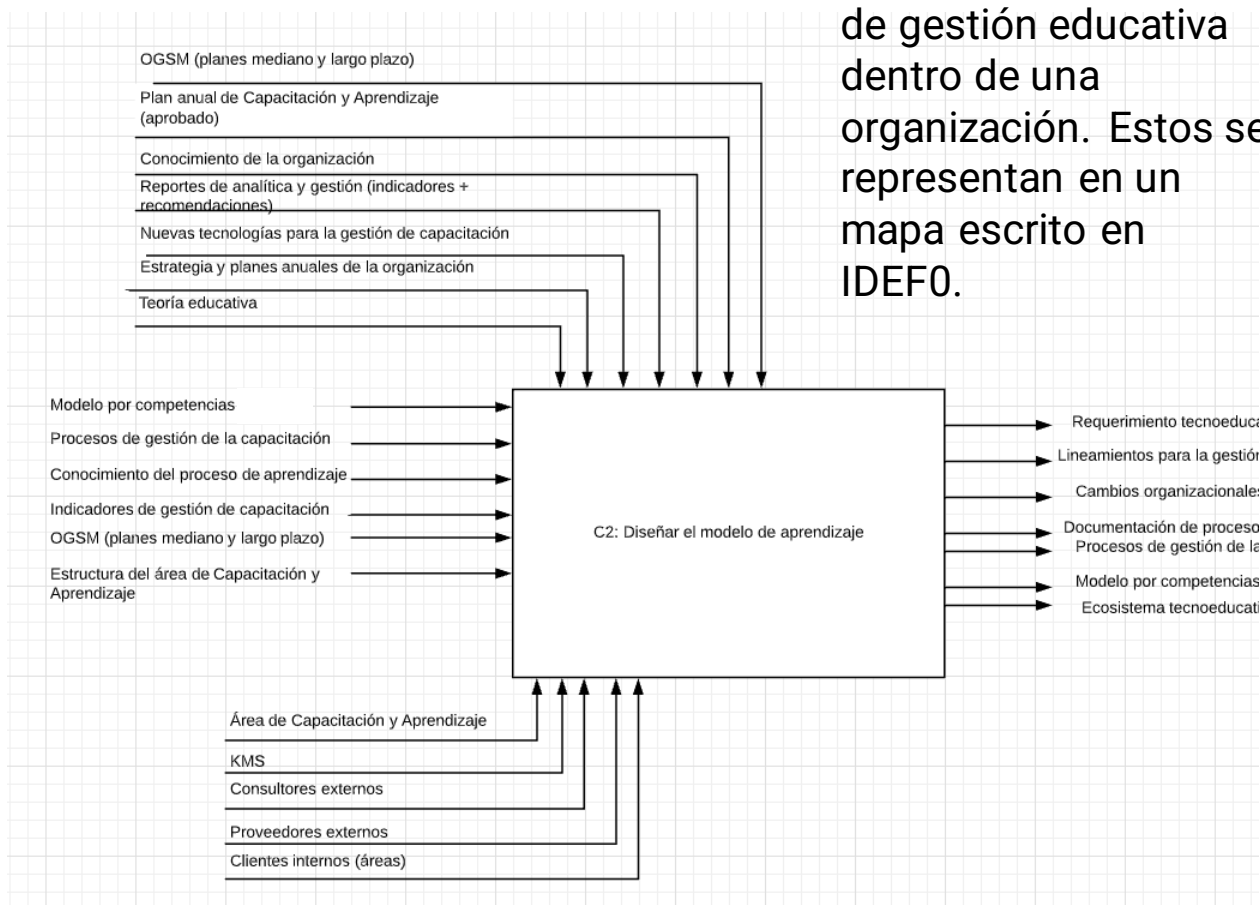 de gestión educativa
dentro de una
organización. Estos se
representan en un
mapa escrito en
IDEF0.
OGSM (planes mediano y largo plazo)
Plan anual de Capacitación y Aprendizaje
(aprobado)
Conocimiento de la organización
Reportes de analítica y gestión (indicadores +
recomendaciones)
Nuevas tecnologías para la gestión de capacitación
Estrategia y planes anuales de la organización
Teoría educativa
Modelo por competencias
Procesos de gestión de la capacitación
Conocimiento del proceso de aprendizaje
Indicadores de gestión de capacitación
OGSM (planes mediano y largo plazo)
Estructura del área de Capacitación y
Aprendizaje
C2: Diseñar el modelo de aprendizaje
Requerimiento
Lineamientos para la gestión
Cambios organizacionales
Documentación de
Procesos de gestión de
Modelo por competencias
Ecosistema
Área de Capacitación y Aprendizaje
KMS
Consultores externos
Proveedores externos
Clientes internos (áreas)